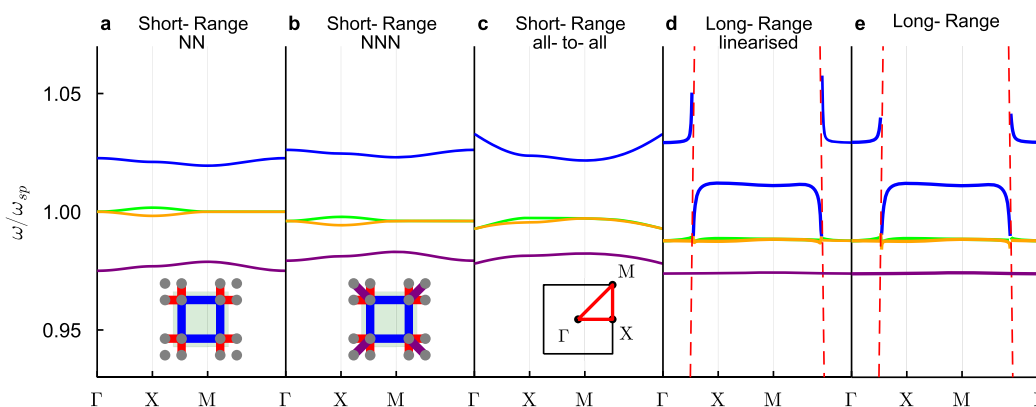 a Short- Range
NN
b Short- Range
NNN
c Short- Range
all- to- all
d Long- Range
linearised
e Long- Range
1.05
1.00
0.95
ω/ω_sp
M
Γ
X
Γ X M Γ X M Γ X M Γ X M Γ X M